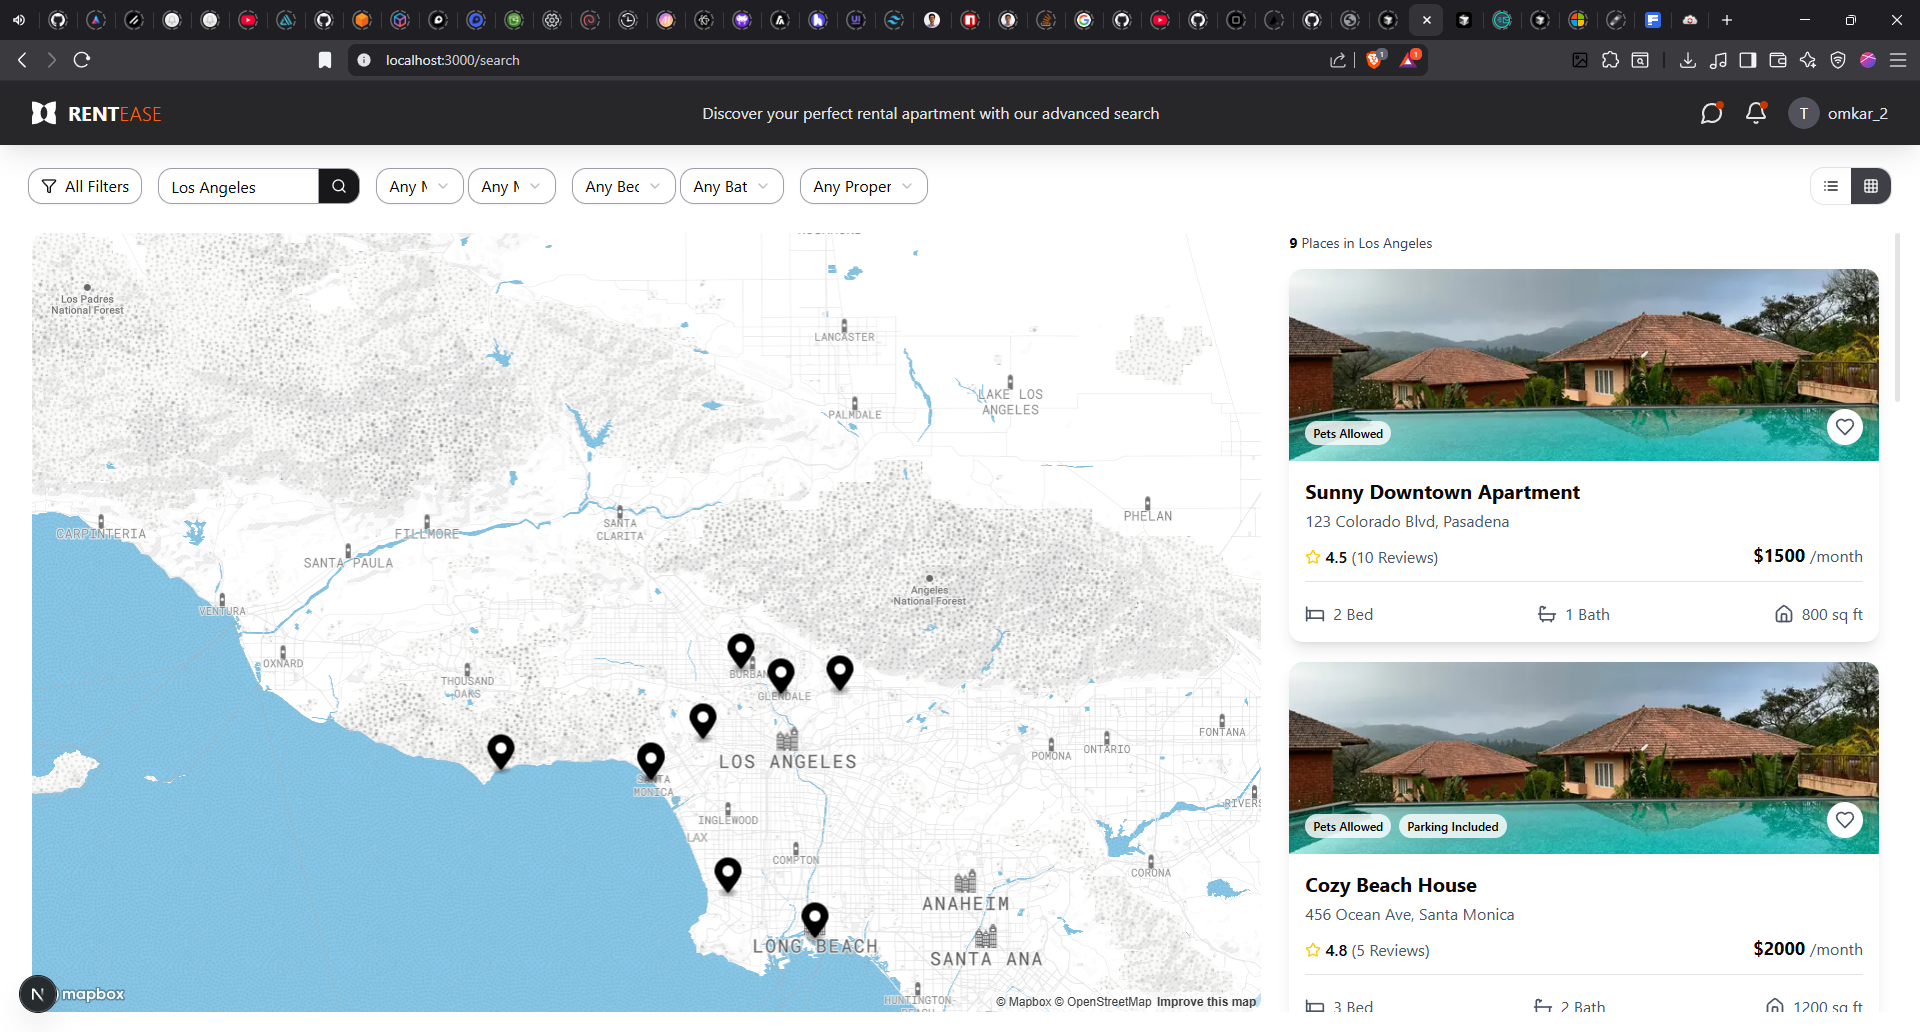 localhost:3000/search
1
1
RENTEASE
Discover your perfect rental apartment with our advanced search
T
omkar_2
All Filters
Los Angeles
Any M
Any M
Any Bec
Any Bat
Any Proper
Los Padres
National Forest
LANCASTER
PALMDALE
LAKE LOS
ANGELES
PHELAN
CARPINTERIA
FILLMORE
SANTA
CLARITA
SANTA PAULA
VENTURA
Angeles
National Forest
OXNARD
THOUSAND
OAKS
BURBAN
GLENDALE
LOS ANGELES
SANTA
MONICA
POMONA
ONTARIO
FONTANA
RIVERS
INGLEWOOD
LAX
COMPTON
CORONA
ANAHEIM
LONG BEACH
SANTA ANA
HUNTINGTON
BEACH
N
mapbox
© Mapbox © OpenStreetMap Improve this map
9 Places in Los Angeles
Pets Allowed
Sunny Downtown Apartment
123 Colorado Blvd, Pasadena
4.5 (10 Reviews)
$1500 /month
2 Bed
1 Bath
800 sq ft
Pets Allowed
Parking Included
Cozy Beach House
456 Ocean Ave, Santa Monica
4.8 (5 Reviews)
$2000 /month
3 Bed
2 Bath
1200 sq ft